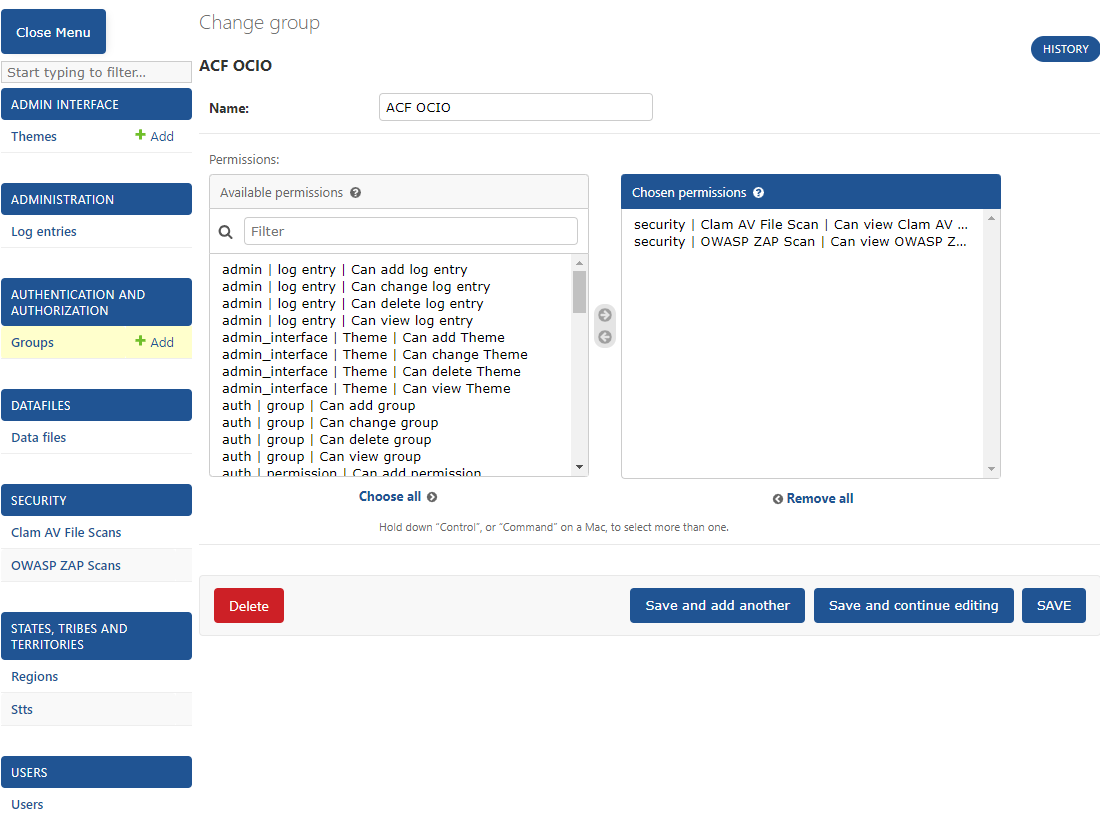 Close Menu
Start typing to filter...
ADMIN INTERFACE
Themes Add
ADMINISTRATION
Log entries
AUTHENTICATION AND
AUTHORIZATION
Groups Add
DATAFILES
Data files
SECURITY
Clam AV File Scans
OWASP ZAP Scans
STATES, TRIBES AND
TERRITORIES
Regions
Stts
USERS
Users
Change group
HISTORY
ACF OCIO
Name: ACF OCIO
Permissions:
Available permissions ?
Filter
admin | log entry | Can add log entry
admin | log entry | Can change log entry
admin | log entry | Can delete log entry
admin | log entry | Can view log entry
admin_interface | Theme | Can add Theme
admin_interface | Theme | Can change Theme
admin_interface | Theme | Can delete Theme
admin_interface | Theme | Can view Theme
auth | group | Can add group
auth | group | Can change group
auth | group | Can delete group
auth | group | Can view group
auth | permission | Can add permission
Choose all
Chosen permissions ?
security | Clam AV File Scan | Can view Clam AV ...
security | OWASP ZAP Scan | Can view OWASP Z...
Remove all
Hold down "Control", or "Command" on a Mac, to select more than one.
Delete
Save and add another
Save and continue editing
SAVE